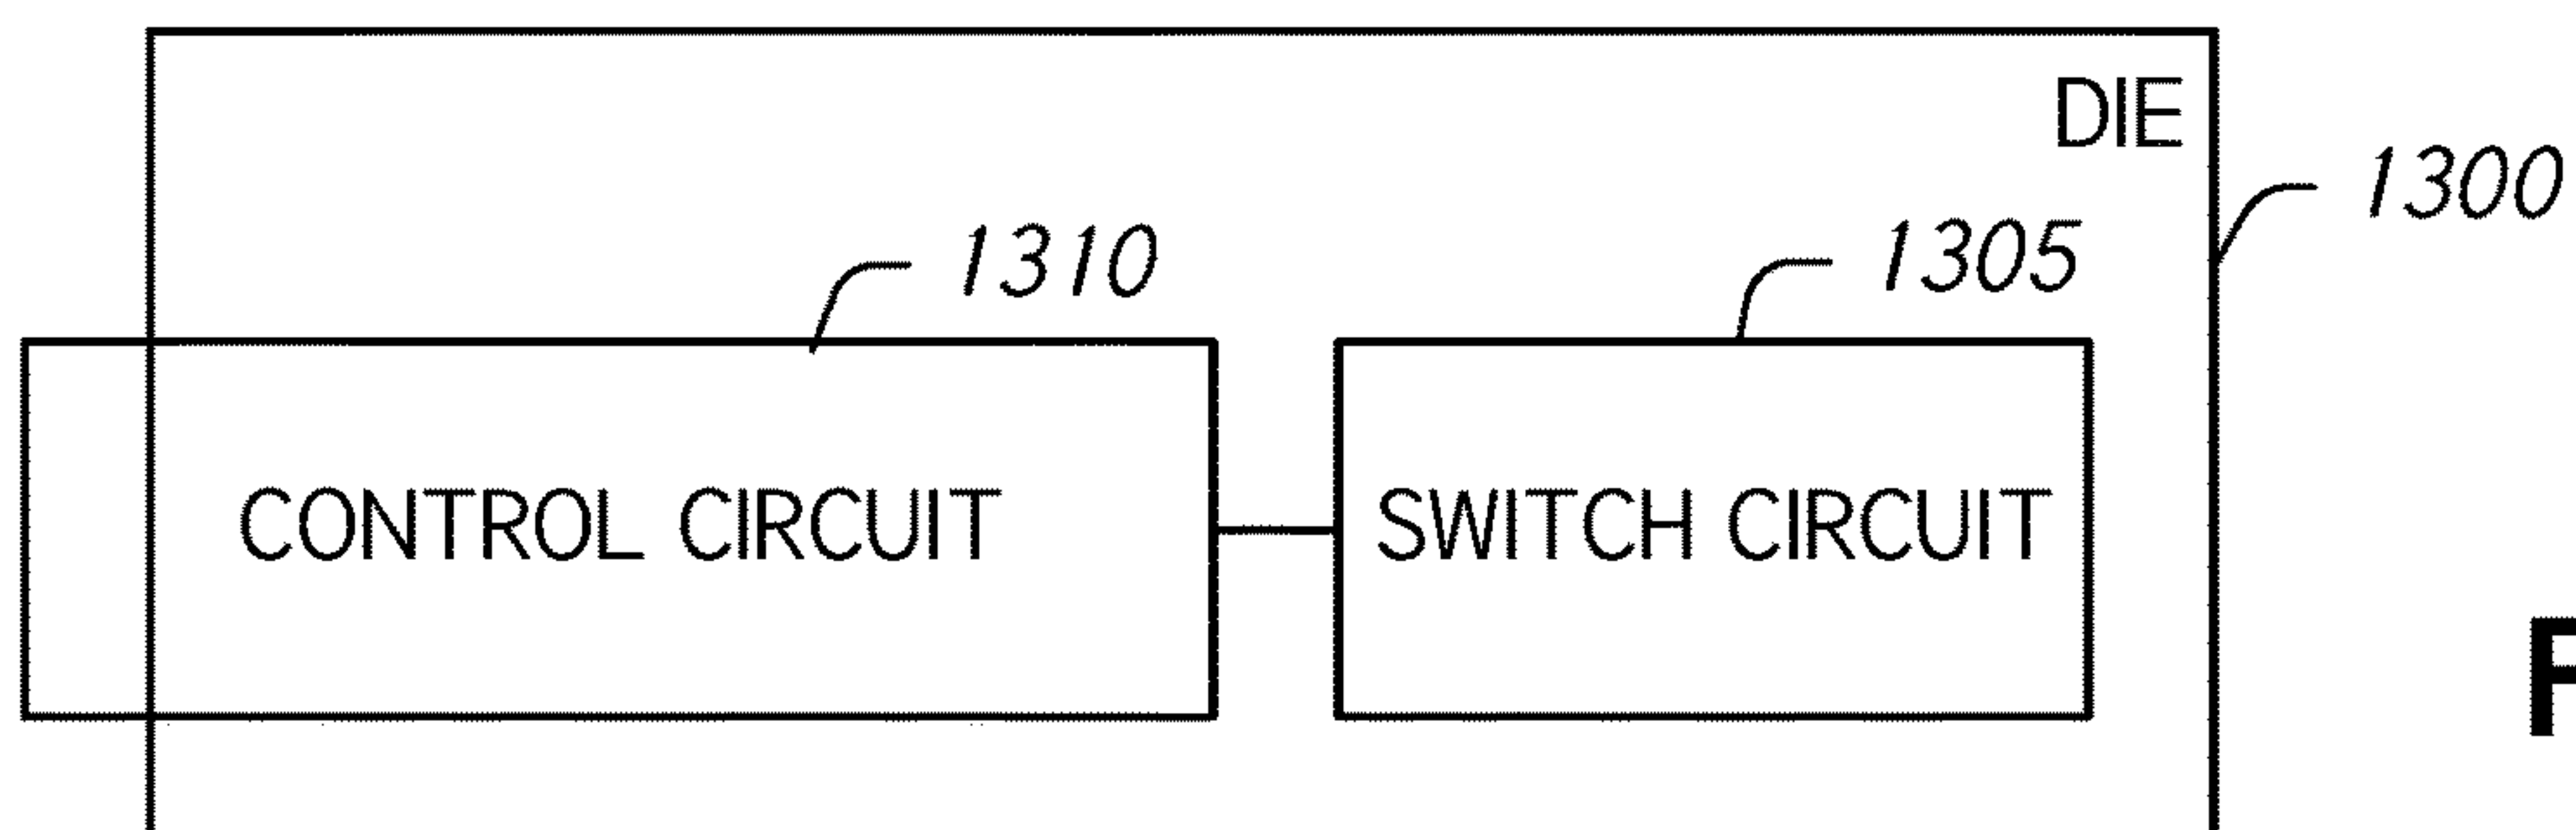 DIE
1300
1310
1305
CONTROL CIRCUIT
SWITCH CIRCUIT